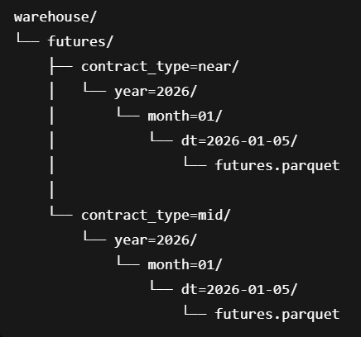 warehouse/
└── futures/
    ├── contract_type=near/
    │   └── year=2026/
    │       └── month=01/
    │           └── dt=2026-01-05/
    │               └── futures.parquet
    │
    └── contract_type=mid/
        └── year=2026/
            └── month=01/
                └── dt=2026-01-05/
                    └── futures.parquet